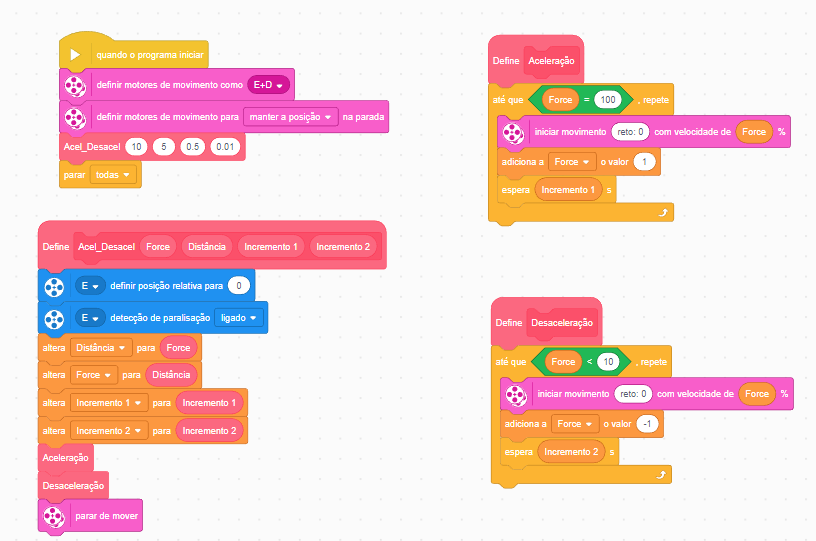 quando o programa iniciar
definir motores de movimento como E+D
definir motores de movimento para manter a posição na parada
Acel_Desacel 10 5 0.5 0.01
parar todas
Define Acel_Desacel Force Distância Incremento 1 Incremento 2
E definir posição relativa para 0
E detecção de paralisação ligado
altera Distância para Force
altera Force para Distância
altera Incremento 1 para Incremento 1
altera Incremento 2 para Incremento 2
Aceleração
Desaceleração
parar de mover
Define Aceleração
até que Force = 100 , repete
iniciar movimento reto: 0 com velocidade de Force %
adiciona a Force o valor 1
espera Incremento 1 s
Define Desaceleração
até que Force < 10 , repete
iniciar movimento reto: 0 com velocidade de Force %
adiciona a Force o valor -1
espera Incremento 2 s